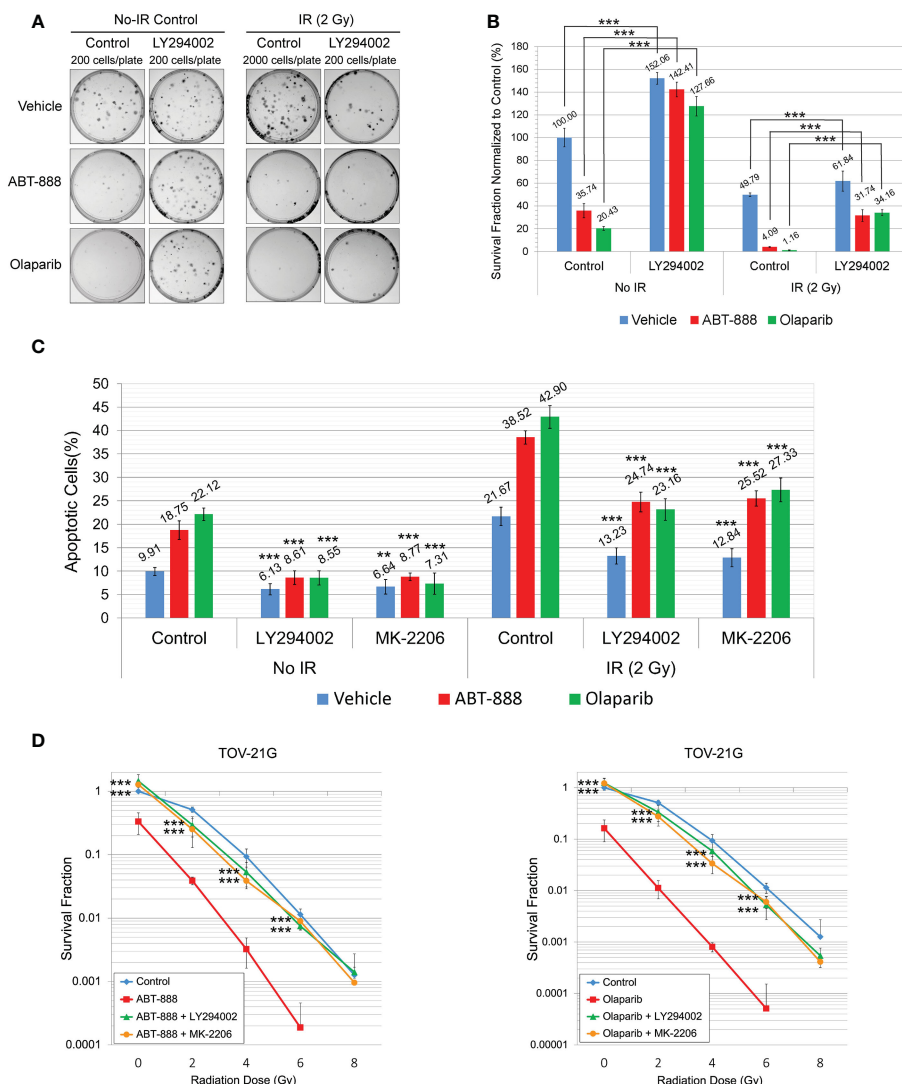 A
No-IR Control
IR (2 Gy)
Control
LY294002
Control
LY294002
200 cells/plate
200 cells/plate
2000 cells/plate
200 cells/plate
Vehicle
ABT-888
Olaparib
B
Survival Fraction Normalized to Control (%)
180
160
140
120
100
80
60
40
20
0
***
***
***
***
***
***
100.00
35.74
20.43
152.06
142.41
127.66
49.79
4.09
1.16
61.84
31.74
34.16
Control
LY294002
Control
LY294002
No IR
IR (2 Gy)
Vehicle
ABT-888
Olaparib
C
Apoptotic Cells(%)
50
45
40
35
30
25
20
15
10
5
0
9.91
18.75
22.12
***
***
***
6.13
8.61
8.55
**
***
***
6.64
8.77
7.31
21.67
38.52
42.90
***
***
***
13.23
24.74
23.16
***
***
***
12.84
25.52
27.33
Control
LY294002
MK-2206
Control
LY294002
MK-2206
No IR
IR (2 Gy)
Vehicle
ABT-888
Olaparib
D
TOV-21G
Survival Fraction
1
0.1
0.01
0.001
0.0001
***
***
***
***
***
***
***
***
Control
ABT-888
ABT-888 + LY294002
ABT-888 + MK-2206
0
2
4
6
8
Radiation Dose (Gy)
TOV-21G
Survival Fraction
1
0.1
0.01
0.001
0.0001
0.00001
***
***
***
***
***
***
***
***
Control
Olaparib
Olaparib + LY294002
Olaparib + MK-2206
0
2
4
6
8
Radiation Dose (Gy)